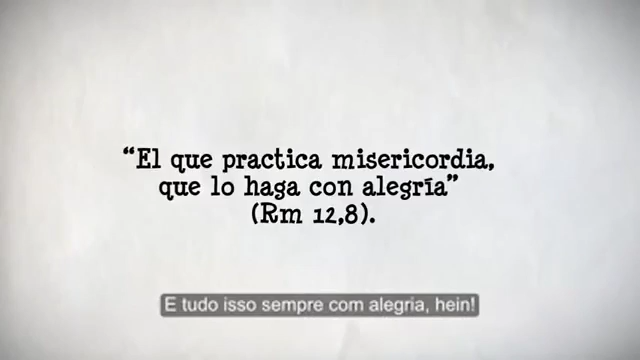 “El que practica misericordia,
que lo haga con alegría”
(Rm 12,8).
E tudo isso sempre com alegria, hein!